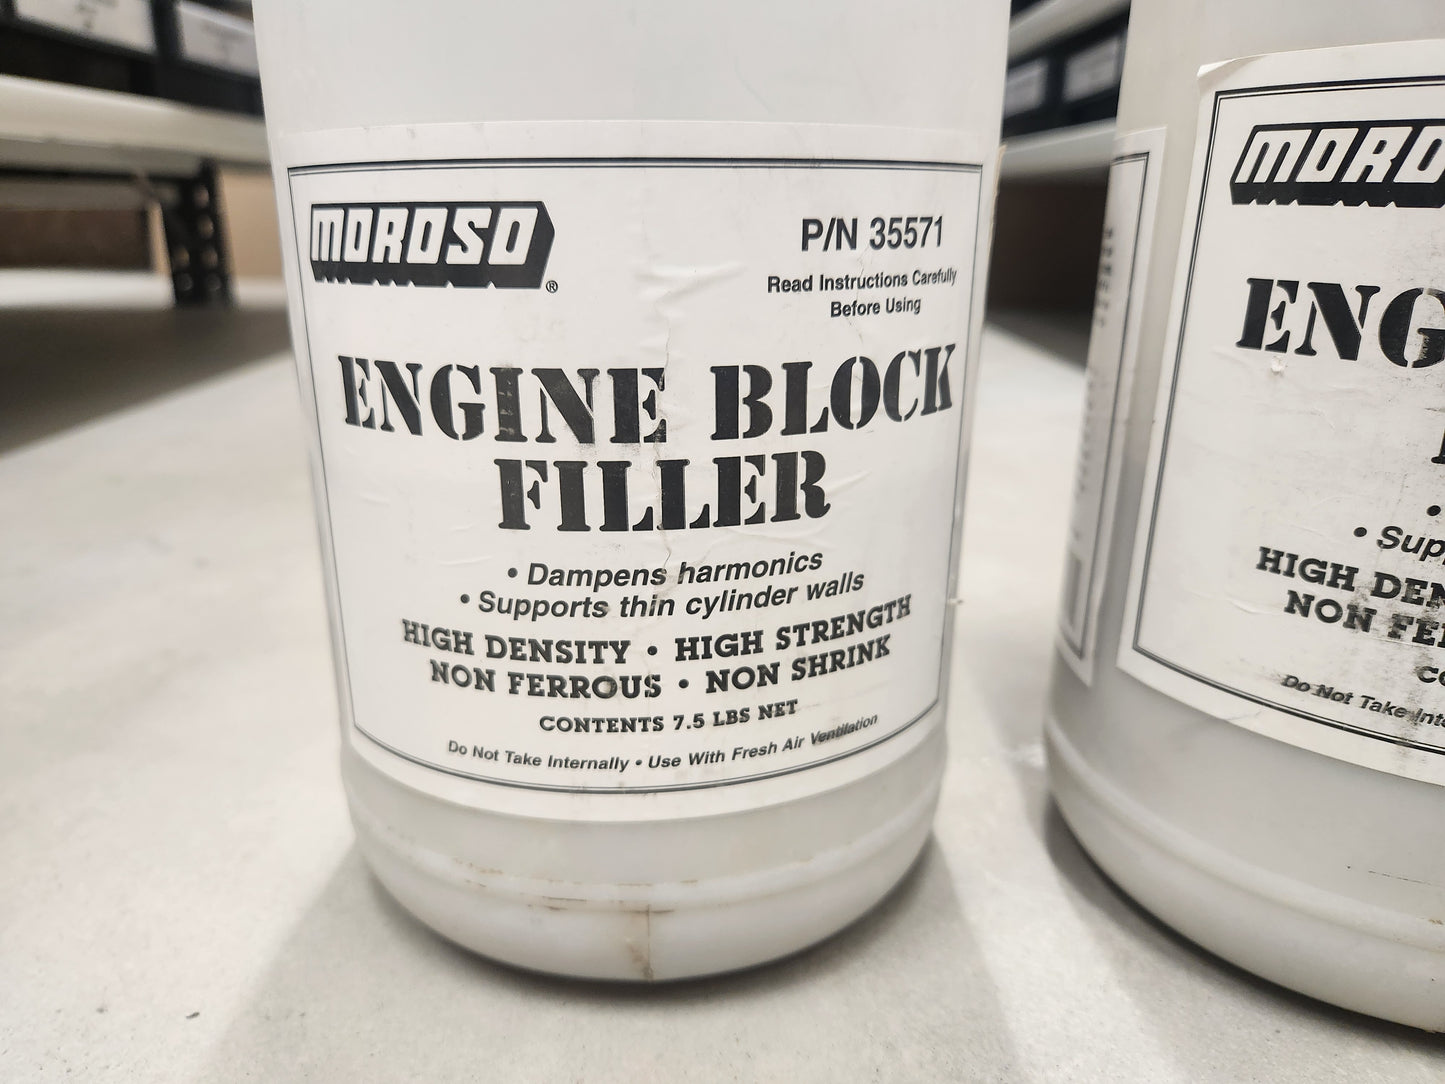 MOROSO®
P/N 35571
Read Instructions Carefully
Before Using
ENGINE BLOCK
FILLER
• Dampens harmonics
• Supports thin cylinder walls
HIGH DENSITY • HIGH STRENGTH
NON FERROUS • NON SHRINK
CONTENTS 7.5 LBS NET
Do Not Take Internally • Use With Fresh Air Ventilation
MORO
ENG
• Sup
HIGH DEN
NON FE
CO
Do Not Take Inte